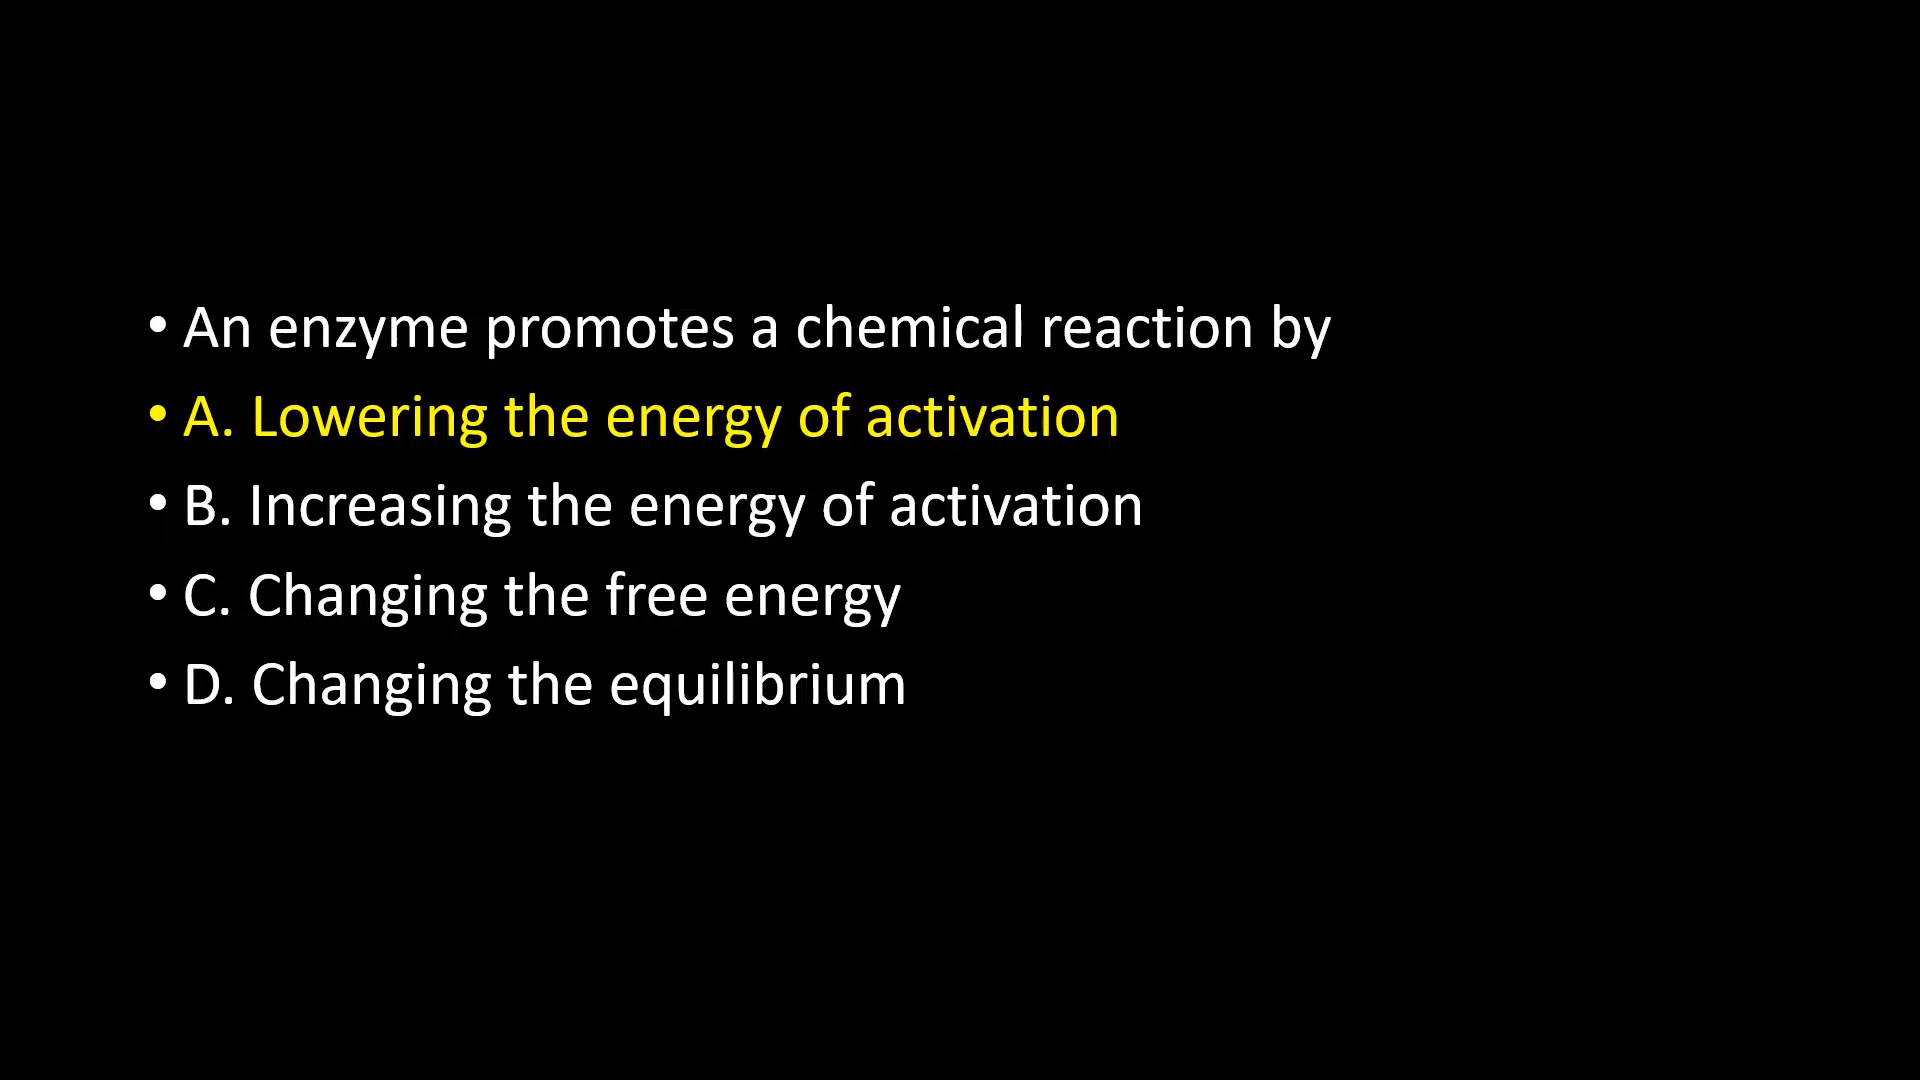 • An enzyme promotes a chemical reaction by
• A. Lowering the energy of activation
• B. Increasing the energy of activation
• C. Changing the free energy
• D. Changing the equilibrium